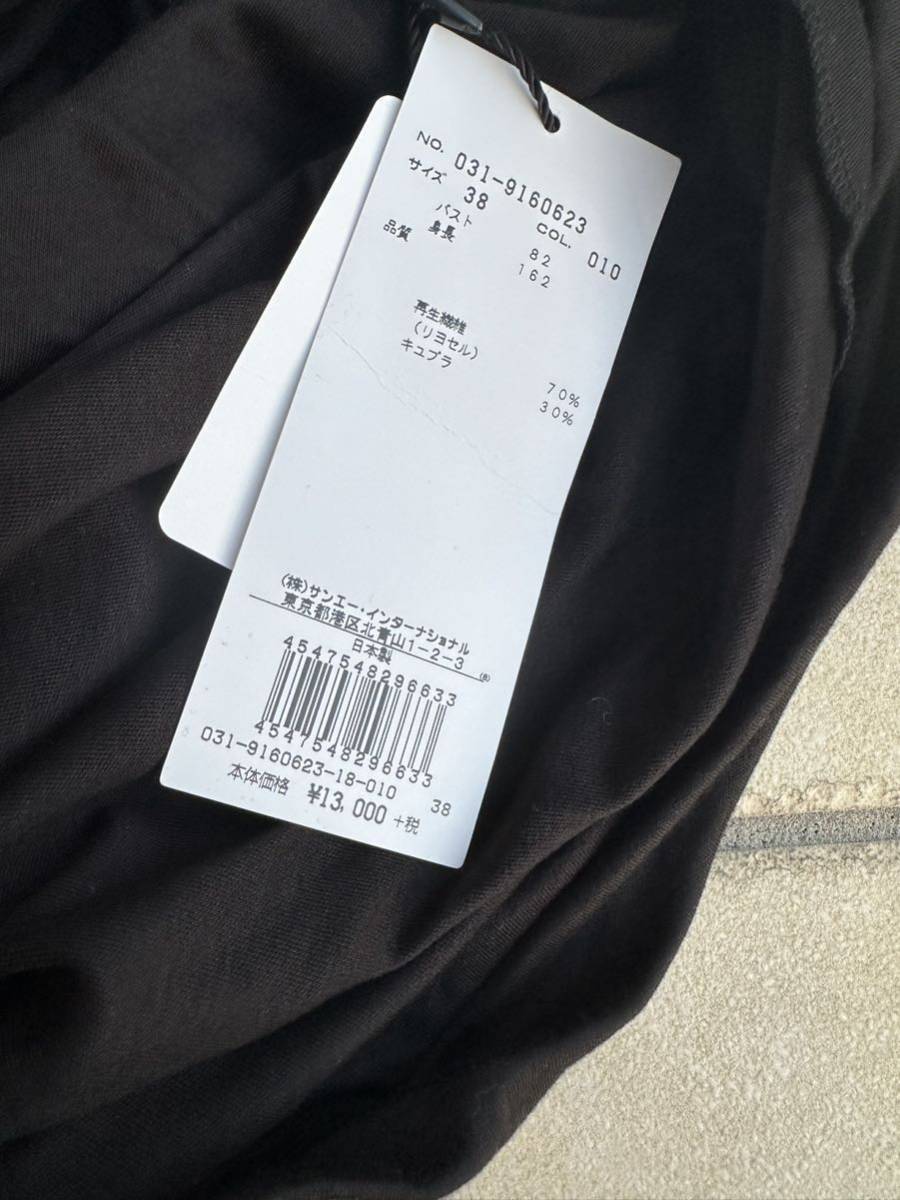 NO. 031-9160623
サイズ 38 COL. 010
バスト 82
身長 162
品質
再生繊維
(リヨセル) 70%
キュプラ 30%
(株)サンエー・インターナショナル
東京都港区北青山1-2-3
日本製 (B)
4547548296633
4547548296633
031-9160623-18-010 38
本体価格 ¥13,000 +税